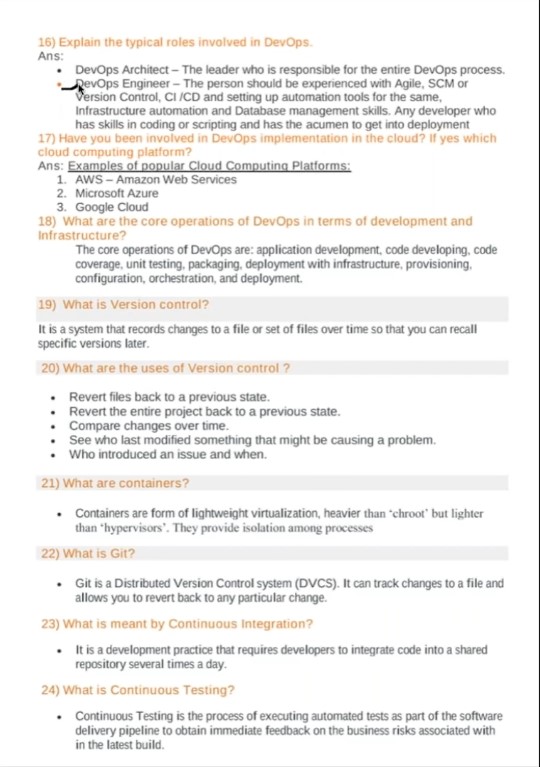 16) Explain the typical roles involved in DevOps.
Ans:
• DevOps Architect – The leader who is responsible for the entire DevOps process.
• DevOps Engineer – The person should be experienced with Agile, SCM or
Version Control, CI /CD and setting up automation tools for the same,
Infrastructure automation and Database management skills. Any developer who
has skills in coding or scripting and has the acumen to get into deployment
17) Have you been involved in DevOps implementation in the cloud? If yes which
cloud computing platform?
Ans: Examples of popular Cloud Computing Platforms:
1. AWS – Amazon Web Services
2. Microsoft Azure
3. Google Cloud
18) What are the core operations of DevOps in terms of development and
Infrastructure?
The core operations of DevOps are: application development, code developing, code
coverage, unit testing, packaging, deployment with infrastructure, provisioning,
configuration, orchestration, and deployment.
19) What is Version control?
It is a system that records changes to a file or set of files over time so that you can recall
specific versions later.
20) What are the uses of Version control ?
• Revert files back to a previous state.
• Revert the entire project back to a previous state.
• Compare changes over time.
• See who last modified something that might be causing a problem.
• Who introduced an issue and when.
21) What are containers?
• Containers are form of lightweight virtualization, heavier than ‘chroot’ but lighter
than ‘hypervisors’. They provide isolation among processes
22) What is Git?
• Git is a Distributed Version Control system (DVCS). It can track changes to a file and
allows you to revert back to any particular change.
23) What is meant by Continuous Integration?
• It is a development practice that requires developers to integrate code into a shared
repository several times a day.
24) What is Continuous Testing?
• Continuous Testing is the process of executing automated tests as part of the software
delivery pipeline to obtain immediate feedback on the business risks associated with
in the latest build.